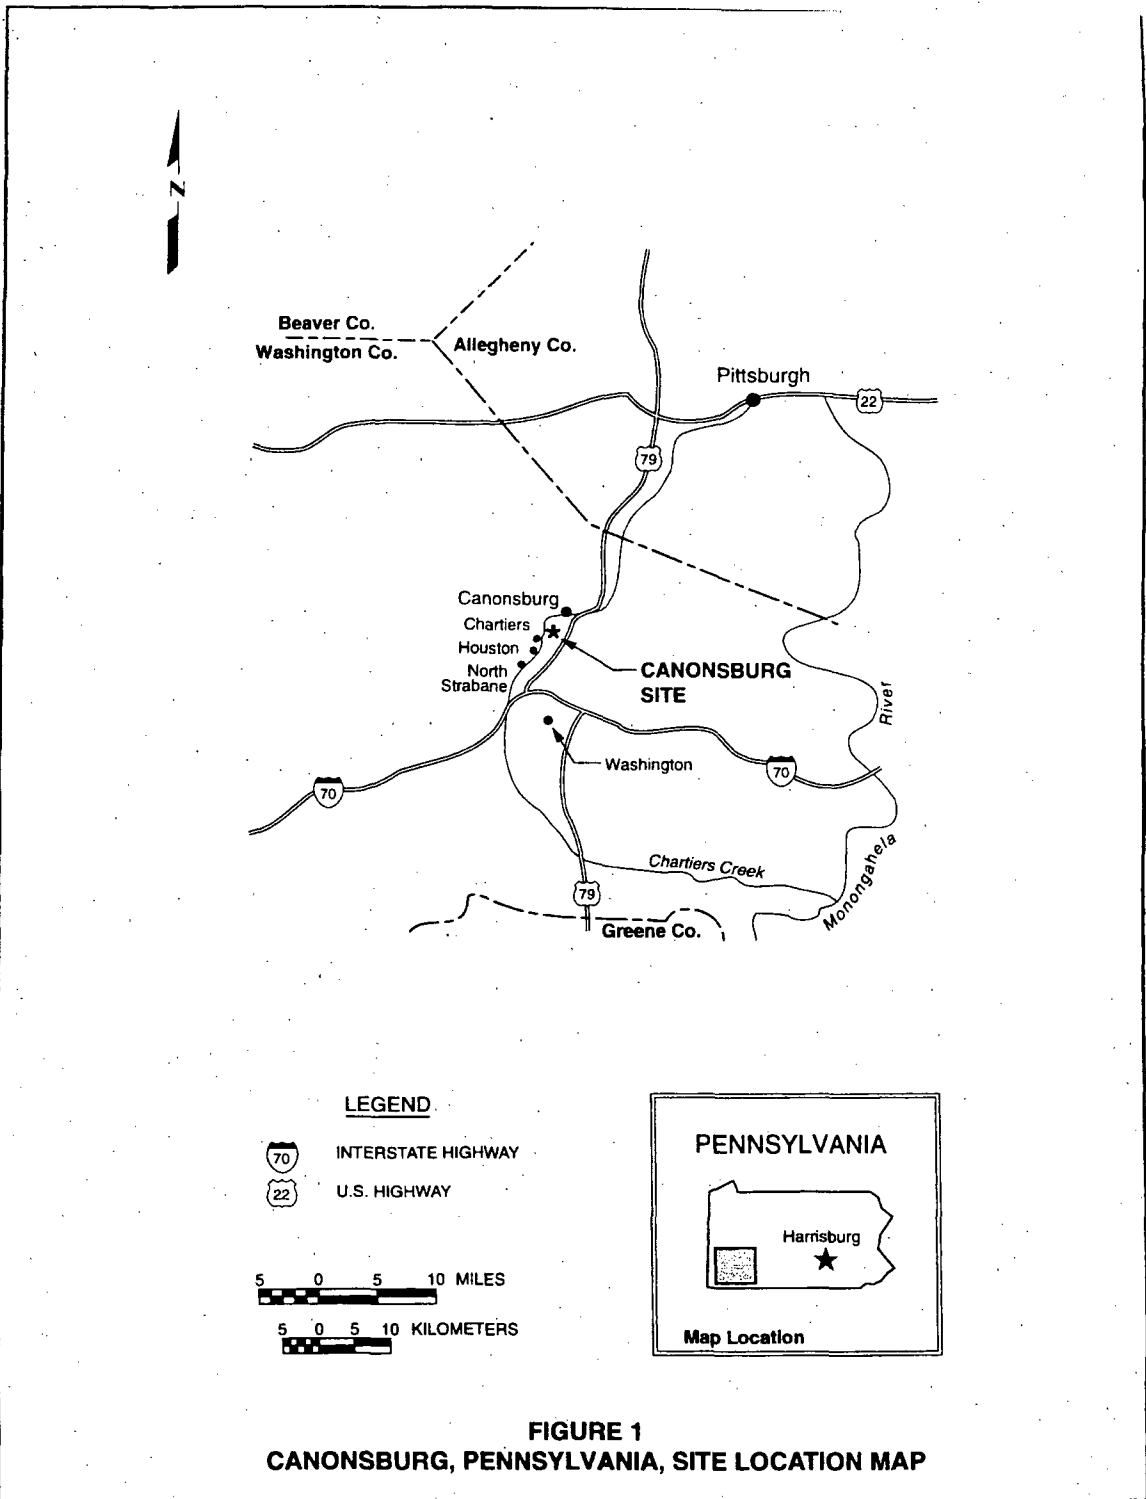 N
Beaver Co.
Washington Co.
Allegheny Co.
Pittsburgh
22
79
Canonsburg
Chartiers
Houston
North
Strabane
CANONSBURG
SITE
River
Washington
70
70
Chartiers Creek
Monongahela
79
Greene Co.
LEGEND
70 INTERSTATE HIGHWAY
22 U.S. HIGHWAY
5 0 5 10 MILES
5 0 5 10 KILOMETERS
PENNSYLVANIA
Harrisburg
Map Location
FIGURE 1
CANONSBURG, PENNSYLVANIA, SITE LOCATION MAP